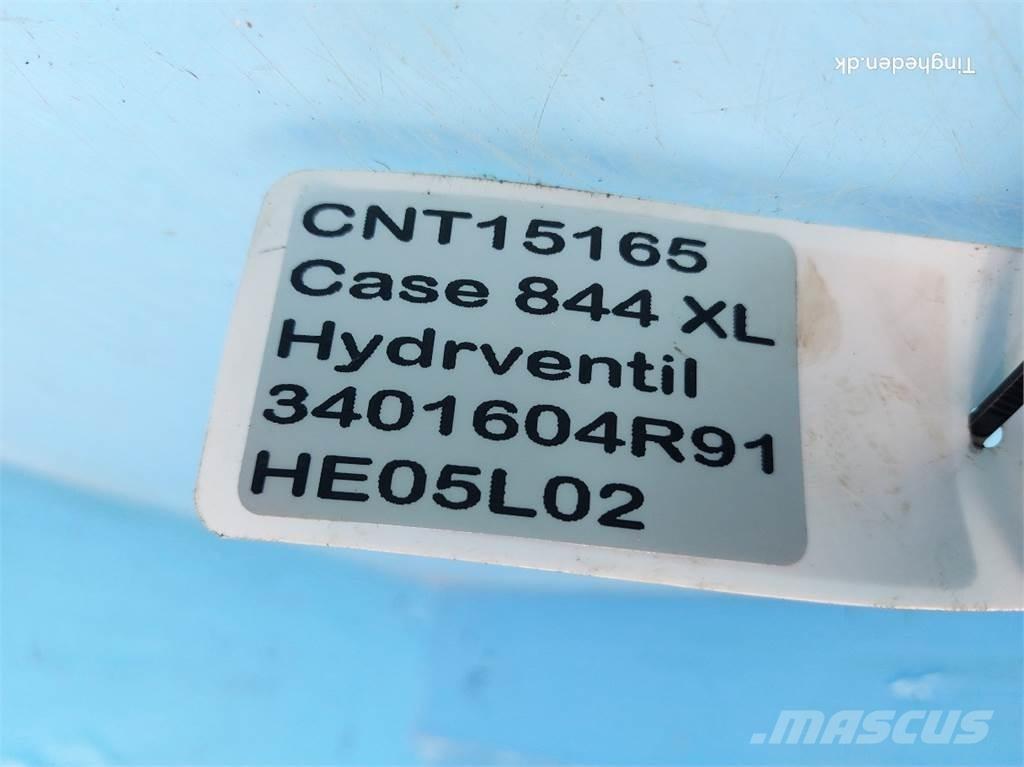 Tingheden.dk
CNT15165
Case 844 XL
Hydrventil
3401604R91
HE05L02
MASCUS